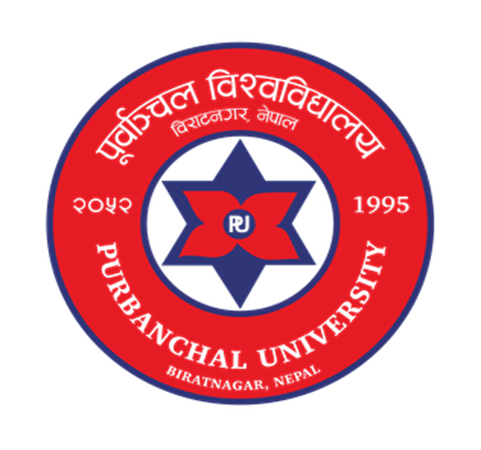 पूर्वाञ्चल विश्वविद्यालय
विराटनगर, नेपाल
२०५२
1995
PU
PURBANCHAL UNIVERSITY
BIRATNAGAR, NEPAL